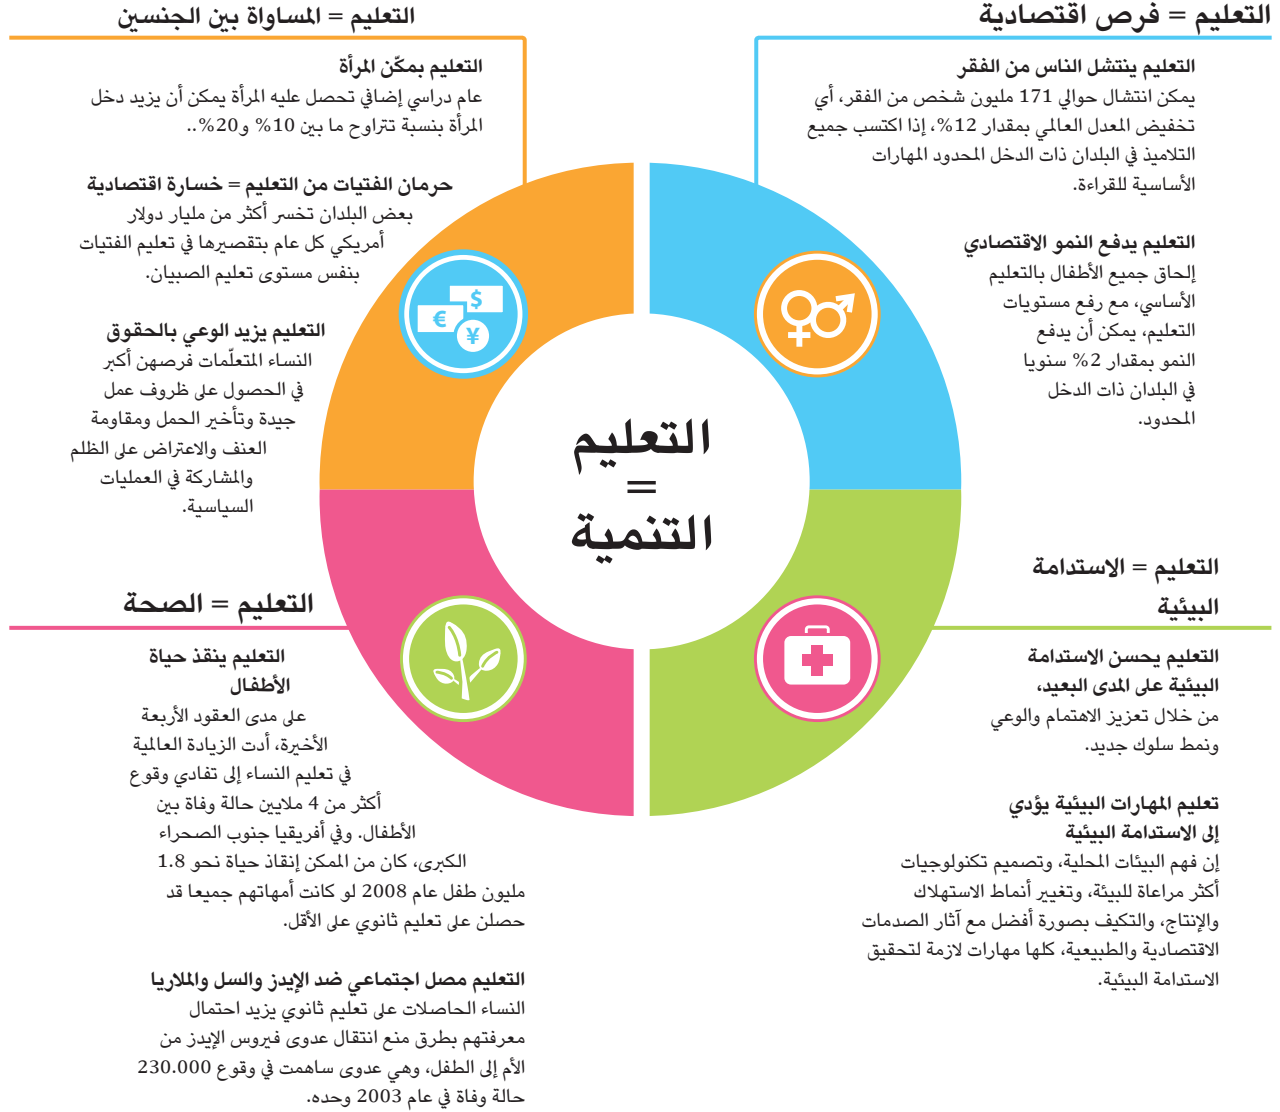 التعليم = فرص اقتصادية
التعليم ينتشل الناس من الفقر
يمكن انتشال حوالي 171 مليون شخص من الفقر، أي
تخفيض المعدل العالمي بمقدار 12%، إذا اكتسب جميع
التلاميذ في البلدان ذات الدخل المحدود المهارات
الأساسية للقراءة.
التعليم يدفع النمو الاقتصادي
إلحاق جميع الأطفال بالتعليم
الأساسي، مع رفع مستويات
التعليم، يمكن أن يدفع
النمو بمقدار 2% سنويا
في البلدان ذات الدخل
المحدود.
التعليم = المساواة بين الجنسين
التعليم يمكّن المرأة
عام دراسي إضافي تحصل عليه المرأة يمكن أن يزيد دخل
المرأة بنسبة تتراوح ما بين 10% و20%..
حرمان الفتيات من التعليم = خسارة اقتصادية
بعض البلدان تخسر أكثر من مليار دولار
أمريكي كل عام بتقصيرها في تعليم الفتيات
بنفس مستوى تعليم الصبيان.
التعليم يزيد الوعي بالحقوق
النساء المتعلّمات فرصهن أكبر
في الحصول على ظروف عمل
جيدة وتأخير الحمل ومقاومة
العنف والاعتراض على الظلم
والمشاركة في العمليات
السياسية.
$
€
¥
التعليم
=
التنمية
التعليم = الاستدامة
البيئية
التعليم يحسن الاستدامة
البيئية على المدى البعيد،
من خلال تعزيز الاهتمام والوعي
ونمط سلوك جديد.
تعليم المهارات البيئية يؤدي
إلى الاستدامة البيئية
إن فهم البيئات المحلية، وتصميم تكنولوجيات
أكثر مراعاة للبيئة، وتغيير أنماط الاستهلاك
والإنتاج، والتكيف بصورة أفضل مع آثار الصدمات
الاقتصادية والطبيعية، كلها مهارات لازمة لتحقيق
الاستدامة البيئية.
التعليم = الصحة
التعليم ينقذ حياة
الأطفال
على مدى العقود الأربعة
الأخيرة، أدت الزيادة العالمية
في تعليم النساء إلى تفادي وقوع
أكثر من 4 ملايين حالة وفاة بين
الأطفال. وفي أفريقيا جنوب الصحراء
الكبرى، كان من الممكن إنقاذ حياة نحو 1.8
مليون طفل عام 2008 لو كانت أمهاتهم جميعا قد
حصلن على تعليم ثانوي على الأقل.
التعليم مصل اجتماعي ضد الإيدز والسل والملاريا
النساء الحاصلات على تعليم ثانوي يزيد احتمال
معرفتهم بطرق منع انتقال عدوى فيروس الإيدز من
الأم إلى الطفل، وهي عدوى ساهمت في وقوع 230.000
حالة وفاة في عام 2003 وحده.